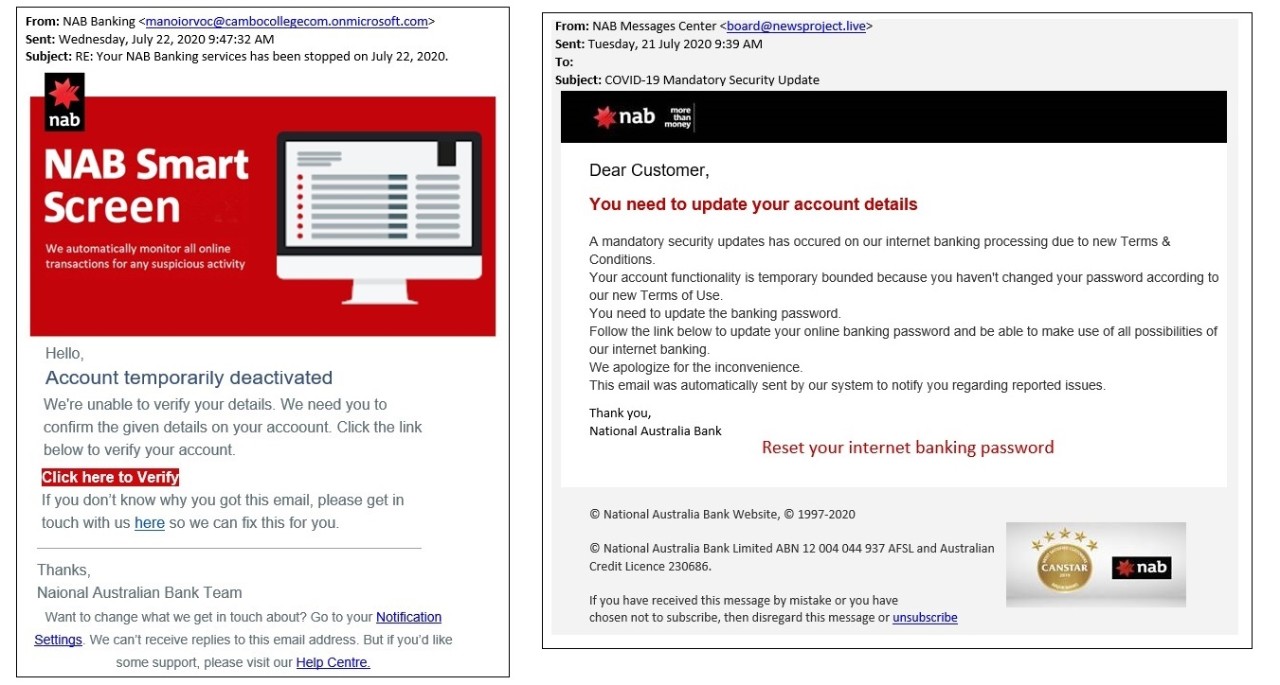 From: NAB Banking <manoiorvoc@cambocollegecom.onmicrosoft.com>
Sent: Wednesday, July 22, 2020 9:47:32 AM
Subject: RE: Your NAB Banking services has been stopped on July 22, 2020.
nab
NAB Smart
Screen
We automatically monitor all online
transactions for any suspicious activity
Hello,
Account temporarily deactivated
We're unable to verify your details. We need you to
confirm the given details on your accoount. Click the link
below to verify your account.
Click here to Verify
If you don't know why you got this email, please get in
touch with us here so we can fix this for you.
Thanks,
Naional Australian Bank Team
Want to change what we get in touch about? Go to your Notification
Settings. We can't receive replies to this email address. But if you'd like
some support, please visit our Help Centre.
From: NAB Messages Center <board@newsproject.live>
Sent: Tuesday, 21 July 2020 9:39 AM
To:
Subject: COVID-19 Mandatory Security Update
nab
more
than
money
Dear Customer,
You need to update your account details
A mandatory security updates has occured on our internet banking processing due to new Terms &
Conditions.
Your account functionality is temporary bounded because you haven't changed your password according to
our new Terms of Use.
You need to update the banking password.
Follow the link below to update your online banking password and be able to make use of all possibilities of
our internet banking.
We apologize for the inconvenience.
This email was automatically sent by our system to notify you regarding reported issues.
Thank you,
National Australia Bank
Reset your internet banking password
© National Australia Bank Website, © 1997-2020
© National Australia Bank Limited ABN 12 004 044 937 AFSL and Australian
Credit Licence 230686.
If you have received this message by mistake or you have
chosen not to subscribe, then disregard this message or unsubscribe
CANSTAR
nab